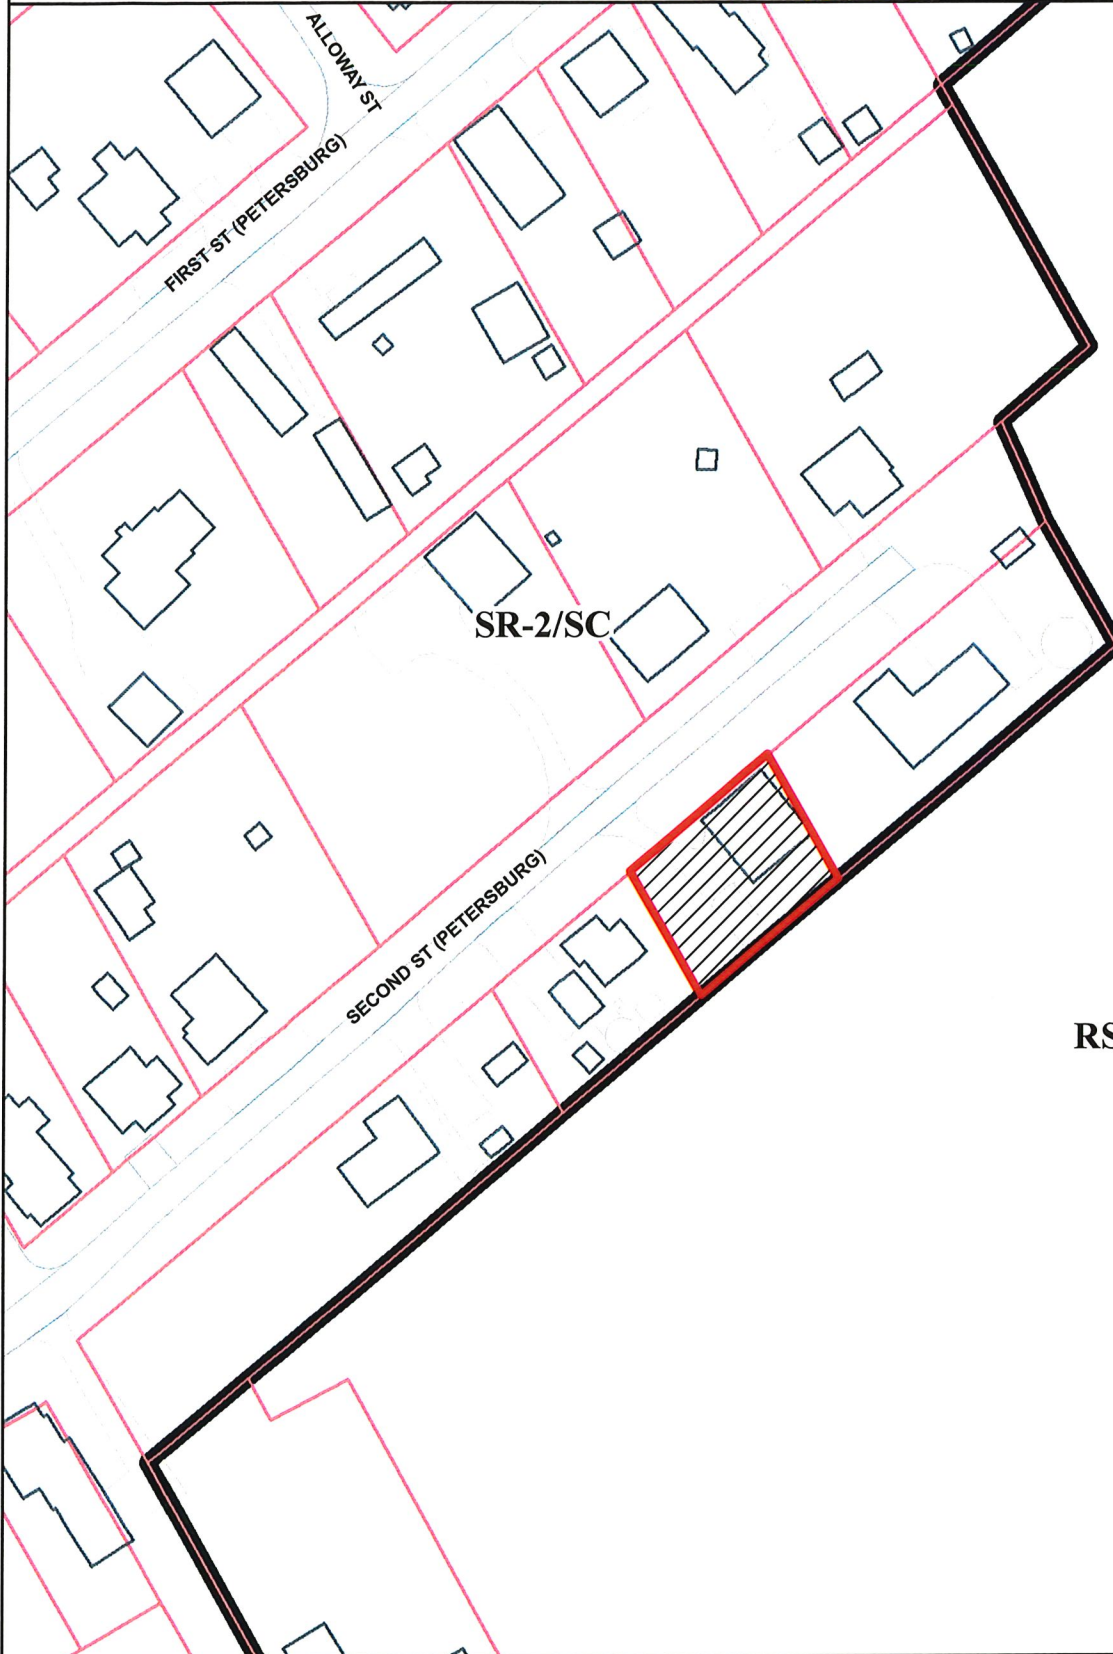 ALLOWAY ST
FIRST ST (PETERSBURG)
SR-2/SC
SECOND ST (PETERSBURG)
RS